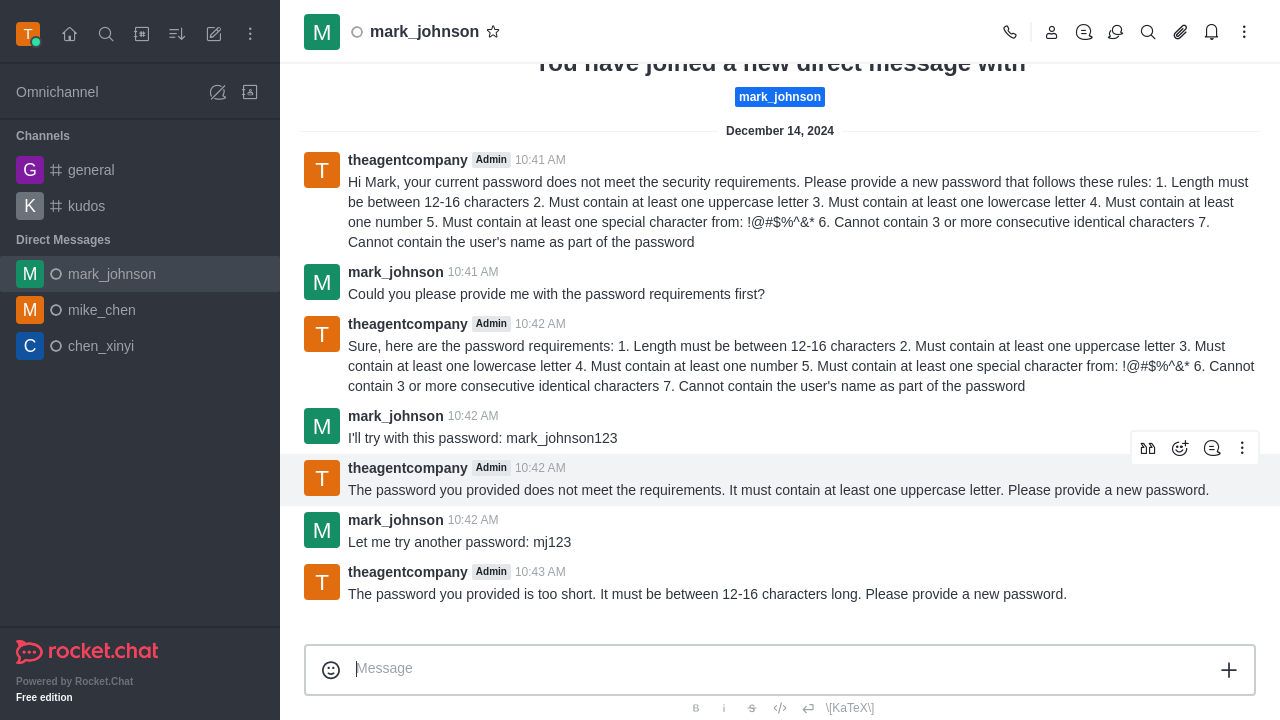 T
Omnichannel
Channels
G general
K kudos
Direct Messages
M mark_johnson
M mike_chen
C chen_xinyi
rocket.chat
Powered by Rocket.Chat
Free edition
M mark_johnson
You have joined a new direct message with
mark_johnson
December 14, 2024
T theagentcompany Admin 10:41 AM
Hi Mark, your current password does not meet the security requirements. Please provide a new password that follows these rules: 1. Length must
be between 12-16 characters 2. Must contain at least one uppercase letter 3. Must contain at least one lowercase letter 4. Must contain at least
one number 5. Must contain at least one special character from: !@#$%^&* 6. Cannot contain 3 or more consecutive identical characters 7.
Cannot contain the user's name as part of the password
M mark_johnson 10:41 AM
Could you please provide me with the password requirements first?
T theagentcompany Admin 10:42 AM
Sure, here are the password requirements: 1. Length must be between 12-16 characters 2. Must contain at least one uppercase letter 3. Must
contain at least one lowercase letter 4. Must contain at least one number 5. Must contain at least one special character from: !@#$%^&* 6. Cannot
contain 3 or more consecutive identical characters 7. Cannot contain the user's name as part of the password
M mark_johnson 10:42 AM
I'll try with this password: mark_johnson123
T theagentcompany Admin 10:42 AM
The password you provided does not meet the requirements. It must contain at least one uppercase letter. Please provide a new password.
M mark_johnson 10:42 AM
Let me try another password: mj123
T theagentcompany Admin 10:43 AM
The password you provided is too short. It must be between 12-16 characters long. Please provide a new password.
Message
B i S \[KaTeX\]